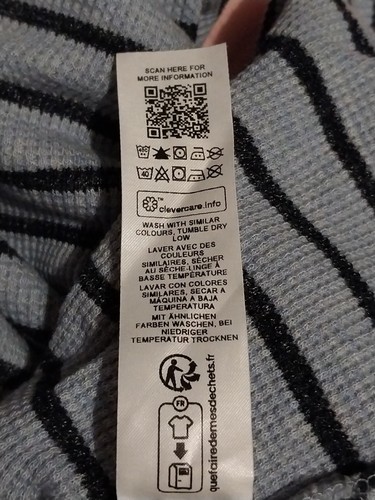 SCAN HERE FOR
MORE INFORMATION
40
clevercare.info
WASH WITH SIMILAR
COLOURS, TUMBLE DRY
LOW
LAVER AVEC DES
COULEURS
SIMILAIRES, SÉCHER
AU SÈCHE-LINGE À
BASSE TEMPÉRATURE
LAVAR CON COLORES
SIMILARES, SECAR A
MÁQUINA A BAJA
TEMPERATURA
MIT ÄHNLICHEN
FARBEN WASCHEN, BEI
NIEDRIGER
TEMPERATUR TROCKNEN
FR
quefairedemesdechets.fr